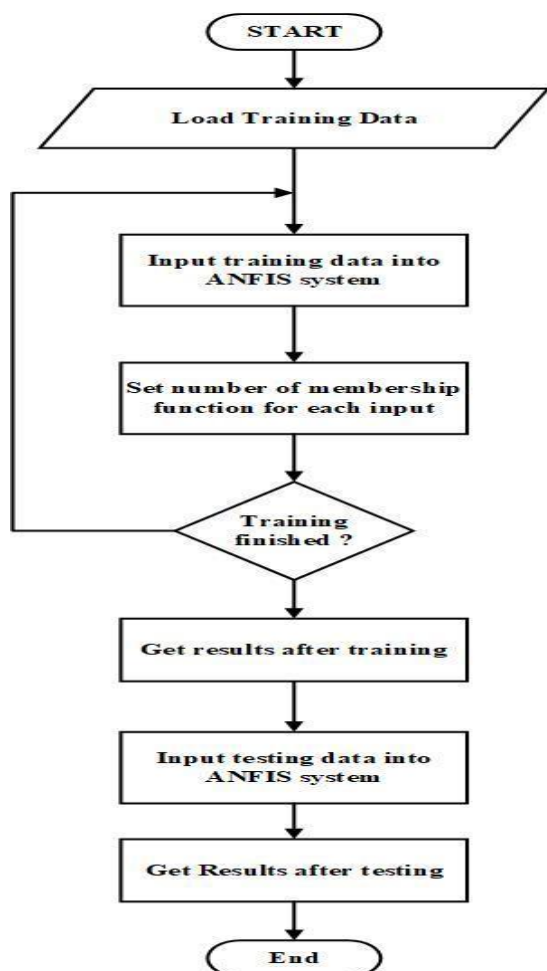 START
Load Training Data
Input training data into
ANFIS system
Set number of membership
function for each input
Training
finished ?
Get results after training
Input testing data into
ANFIS system
Get Results after testing
End